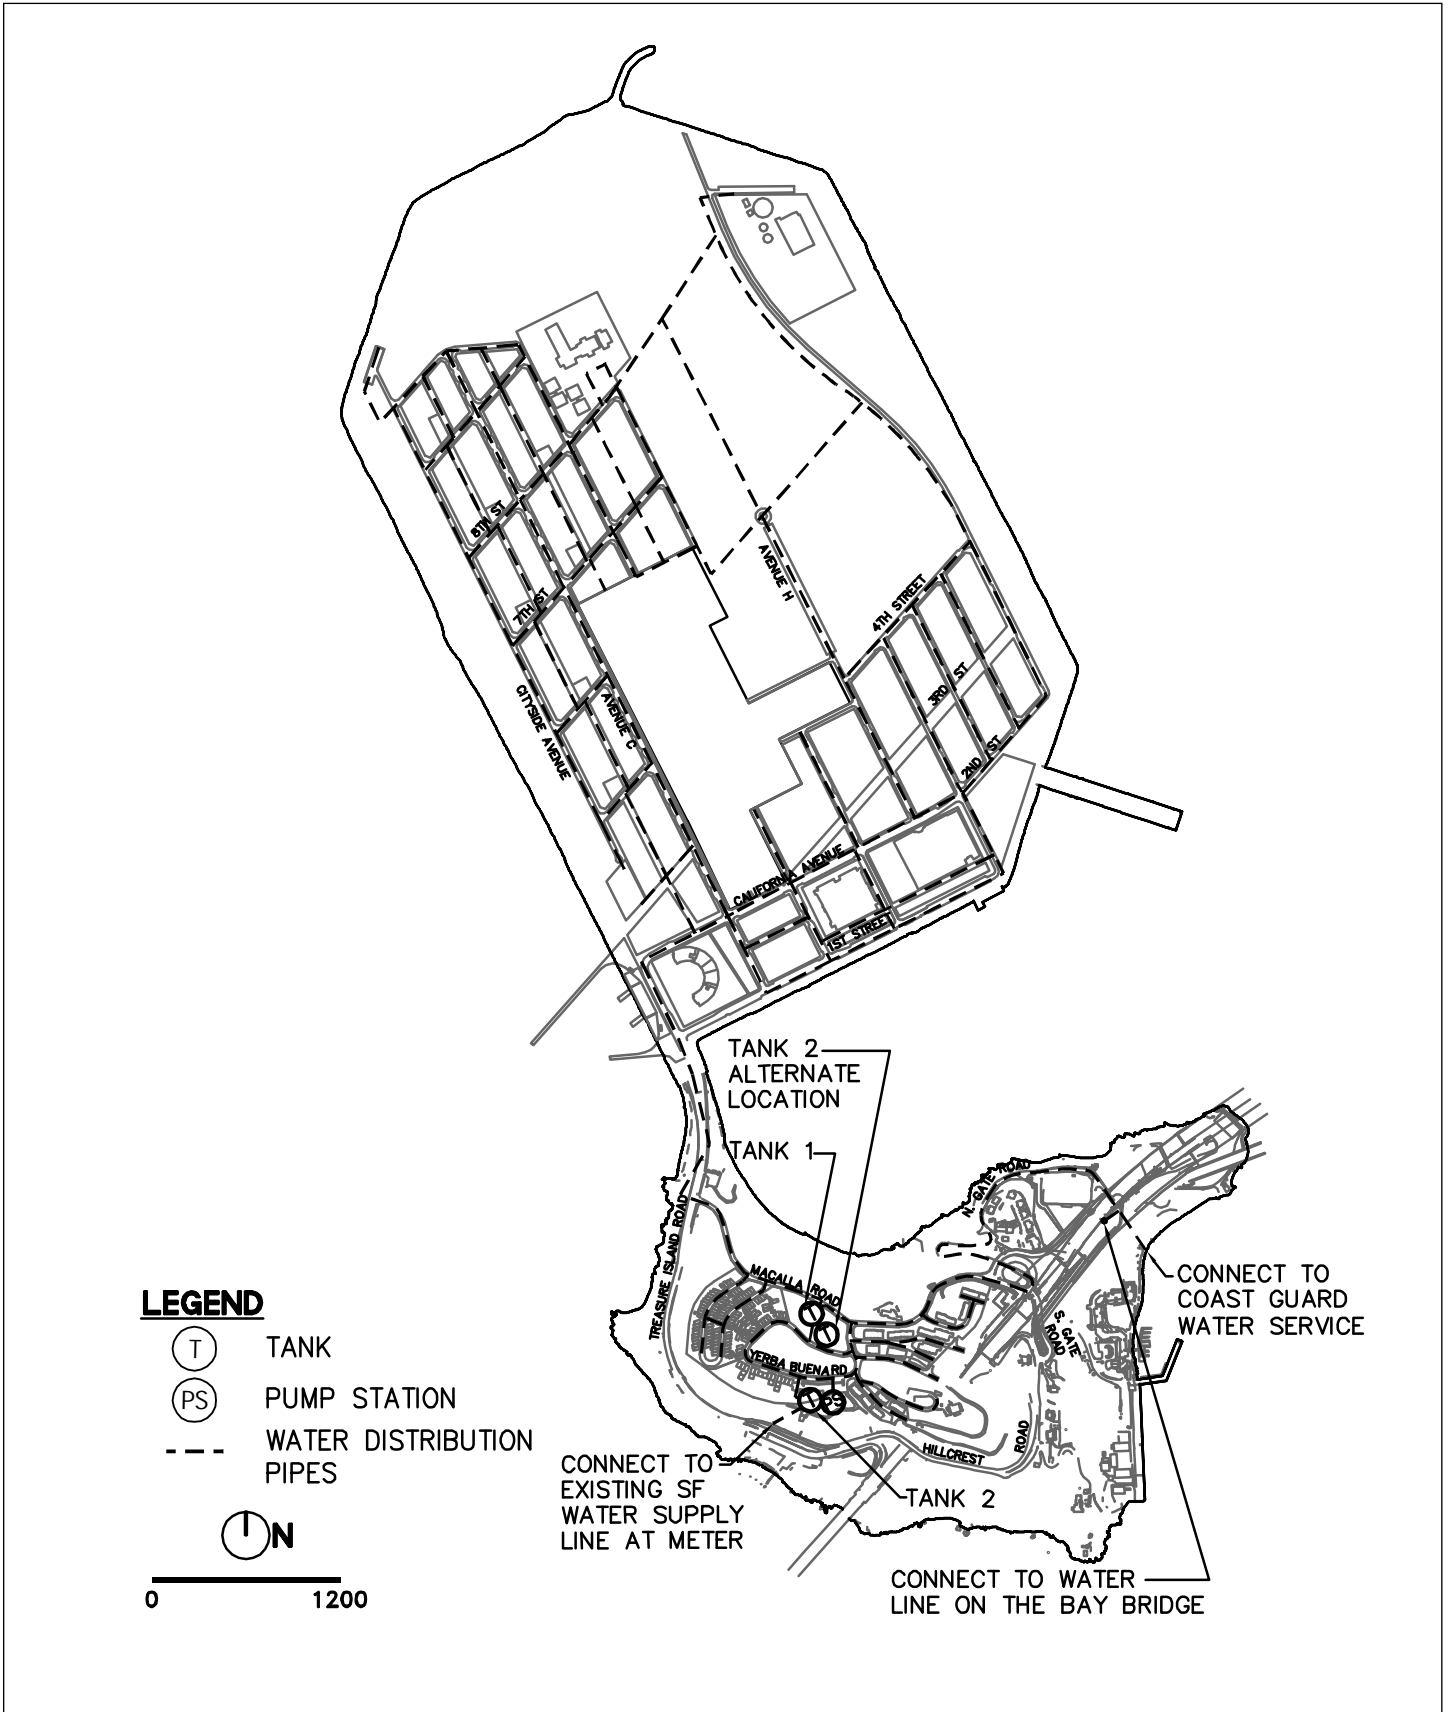 8TH ST
7TH ST
AVENUE H
4TH STREET
3RD ST
2ND ST
CITYSIDE AVENUE
AVENUE C
CALIFORNIA AVENUE
1ST STREET
TANK 2
ALTERNATE
LOCATION
TANK 1
N. GATE ROAD
TREASURE ISLAND ROAD
MACALLA ROAD
T
T
YERBA BUENA RD
T
PS
S. GATE
ROAD
HILLCREST
ROAD
CONNECT TO
COAST GUARD
WATER SERVICE
LEGEND
T TANK
PS PUMP STATION
WATER DISTRIBUTION
PIPES
N
0 1200
CONNECT TO
EXISTING SF
WATER SUPPLY
LINE AT METER
TANK 2
CONNECT TO WATER
LINE ON THE BAY BRIDGE